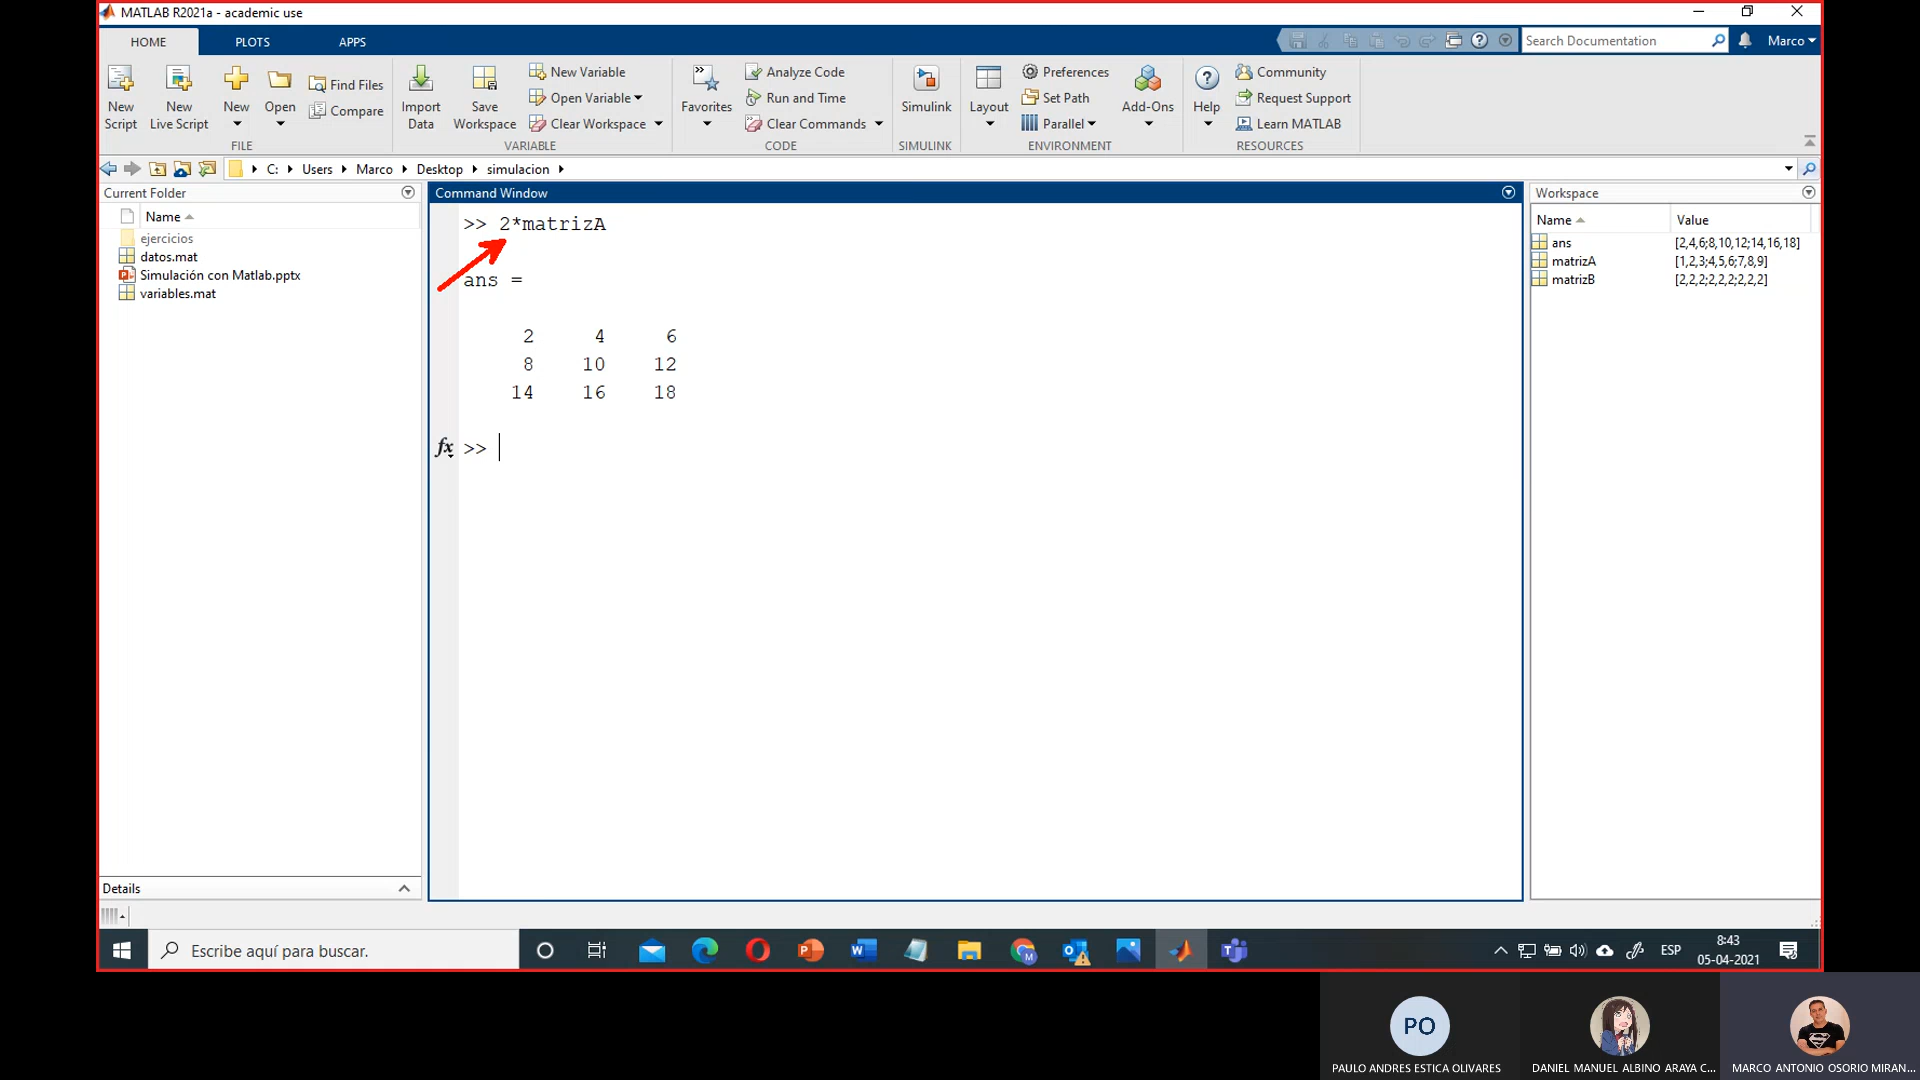 MATLAB R2021a - academic use
HOME
PLOTS
APPS
Search Documentation
Marco
New Script
New Live Script
New
Open
Find Files
Compare
FILE
Import Data
Save Workspace
New Variable
Open Variable
Clear Workspace
VARIABLE
Favorites
Analyze Code
Run and Time
Clear Commands
CODE
Simulink
SIMULINK
Layout
Preferences
Set Path
Parallel
Add-Ons
ENVIRONMENT
Help
Community
Request Support
Learn MATLAB
RESOURCES
C: Users Marco Desktop simulacion
Current Folder
Name
ejercicios
datos.mat
Simulación con Matlab.pptx
variables.mat
Details
Command Window
>> 2*matrizA
ans =
2 4 6
8 10 12
14 16 18
fx >>
Workspace
Name Value
ans [2,4,6;8,10,12;14,16,18]
matrizA [1,2,3;4,5,6;7,8,9]
matrizB [2,2,2;2,2,2;2,2,2]
Escribe aquí para buscar.
ESP
8:43
05-04-2021
PO
PAULO ANDRES ESTICA OLIVARES
DANIEL MANUEL ALBINO ARAYA C...
MARCO ANTONIO OSORIO MIRAN...